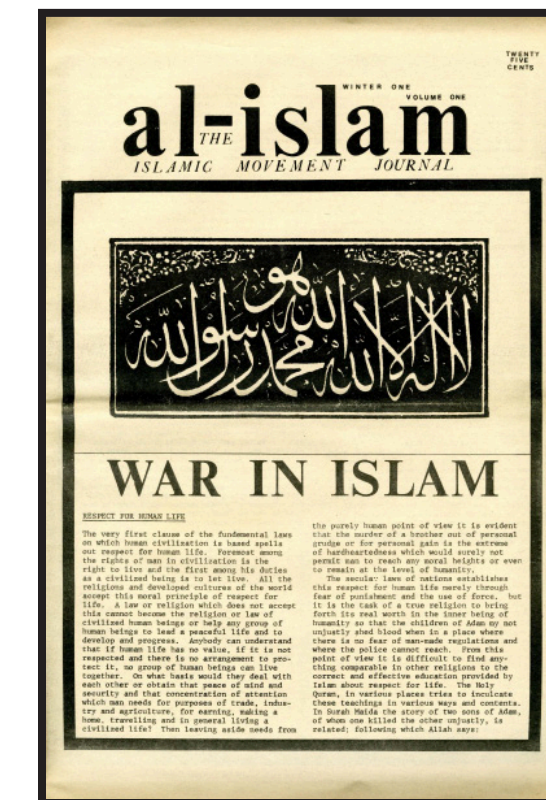 TWENTY
FIVE
CENTS
WINTER ONE
VOLUME ONE
al-islam
THE
ISLAMIC MOVEMENT JOURNAL
هو
لا اله الا الله محمد رسول الله
WAR IN ISLAM
RESPECT FOR HUMAN LIFE
The very first clause of the fundemental laws
on which human civilization is based spells
out respect for human life. Foremost among
the rights of man in civilization is the
right to live and the first among his duties
as a civilized being is to let live. All the
religions and developed cultures of the world
accept this moral principle of respect for
life. A law or religion which does not accept
this cannot become the religion or law of
civilized human beings or help any group of
human beings to lead a peaceful life and to
develop and progress. Anybody can understand
that if human life has no value, if it is not
respected and there is no arrangement to pro-
tect it, no group of human beings can live
together. On what basis would they deal with
each other or obtain that peace of mind and
security and that concentration of attention
which man needs for purposes of trade, indus-
try and agriculture, for earning, making a
home, travelling and in general living a
civilized life? Then leaving aside needs from
the purely human point of view it is evident
that the murder of a brother out of personal
grudge or for personal gain is the extreme
of hardheartedness which would surely not
permit man to reach any moral heights or even
to remain at the level of humanity.
The secular laws of nations establishes
this respect for human life merely through
fear of punishment and the use of force. but
it is the task of a true religion to bring
forth its real worth in the inner being of
humanity so that the children of Adam my not
unjustly shed blood when in a place where
there is no fear of man-made regulations and
where the police cannot reach. From this
point of view it is difficult to find any-
thing comparable in other religions to the
correct and effective education provided by
Islam about respect for life. The Holy
Quran, in various places tries to inculcate
these teachings in various ways and contents.
In Surah Maida the story of two sons of Adam,
of whom one killed the other unjustly, is
related; following which Allah says: